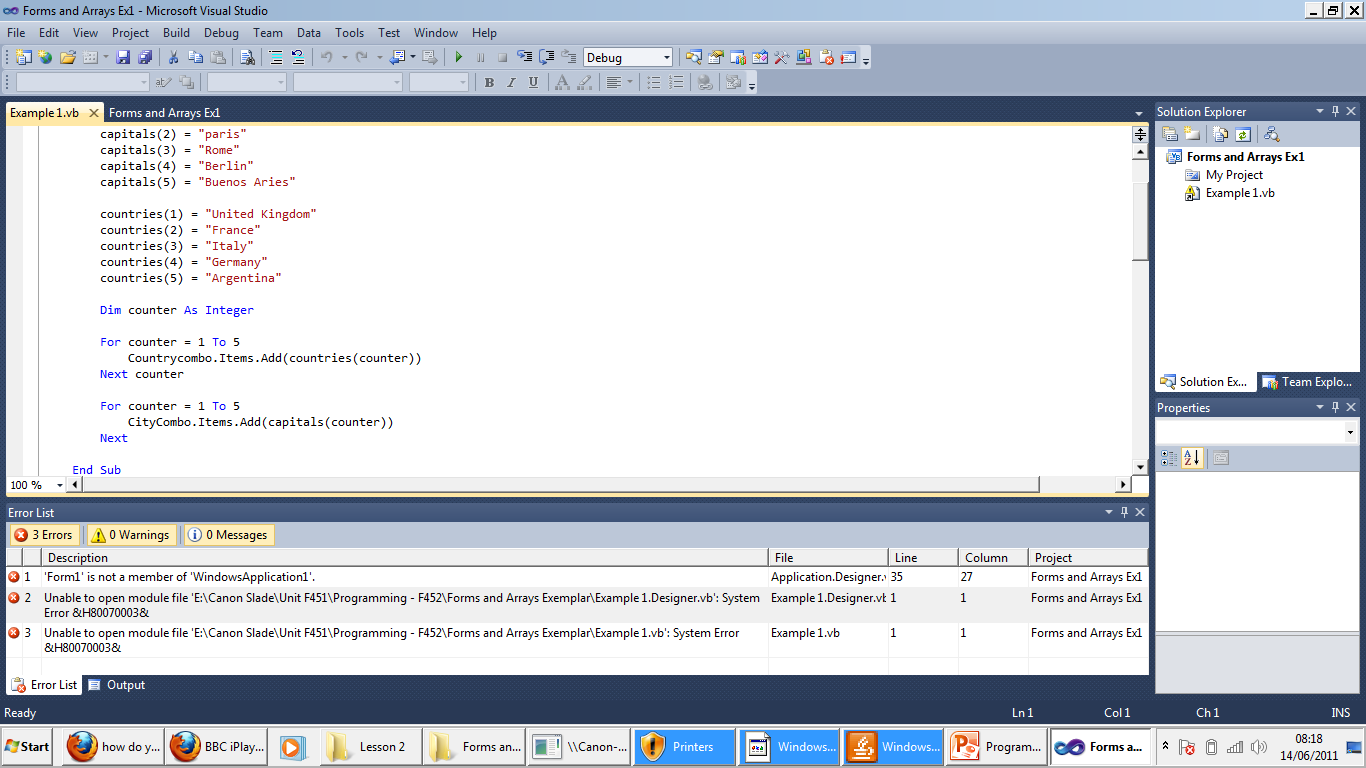 Forms and Arrays Ex1 - Microsoft Visual Studio
File Edit View Project Build Debug Team Data Tools Test Window Help
Debug
B I U A
Example 1.vb Forms and Arrays Ex1
capitals(2) = "paris"
capitals(3) = "Rome"
capitals(4) = "Berlin"
capitals(5) = "Buenos Aries"
countries(1) = "United Kingdom"
countries(2) = "France"
countries(3) = "Italy"
countries(4) = "Germany"
countries(5) = "Argentina"
Dim counter As Integer
For counter = 1 To 5
Countrycombo.Items.Add(countries(counter))
Next counter
For counter = 1 To 5
CityCombo.Items.Add(capitals(counter))
Next
End Sub
100 %
Solution Explorer
Forms and Arrays Ex1
My Project
Example 1.vb
Solution Ex... Team Explo...
Properties
Error List
3 Errors 0 Warnings 0 Messages
Description File Line Column Project
1 'Form1' is not a member of 'WindowsApplication1'. Application.Designer.v 35 27 Forms and Arrays Ex1
2 Unable to open module file 'E:\Canon Slade\Unit F451\Programming - F452\Forms and Arrays Exemplar\Example 1.Designer.vb': System Example 1.Designer.vb 1 1 Forms and Arrays Ex1
Error &H80070003&
3 Unable to open module file 'E:\Canon Slade\Unit F451\Programming - F452\Forms and Arrays Exemplar\Example 1.vb': System Error Example 1.vb 1 1 Forms and Arrays Ex1
&H80070003&
Error List Output
Ready Ln 1 Col 1 Ch 1 INS
Start how do y... BBC iPlay... Lesson 2 Forms an... \\Canon-... Printers Windows... Windows... Program... Forms a... 08:18
14/06/2011